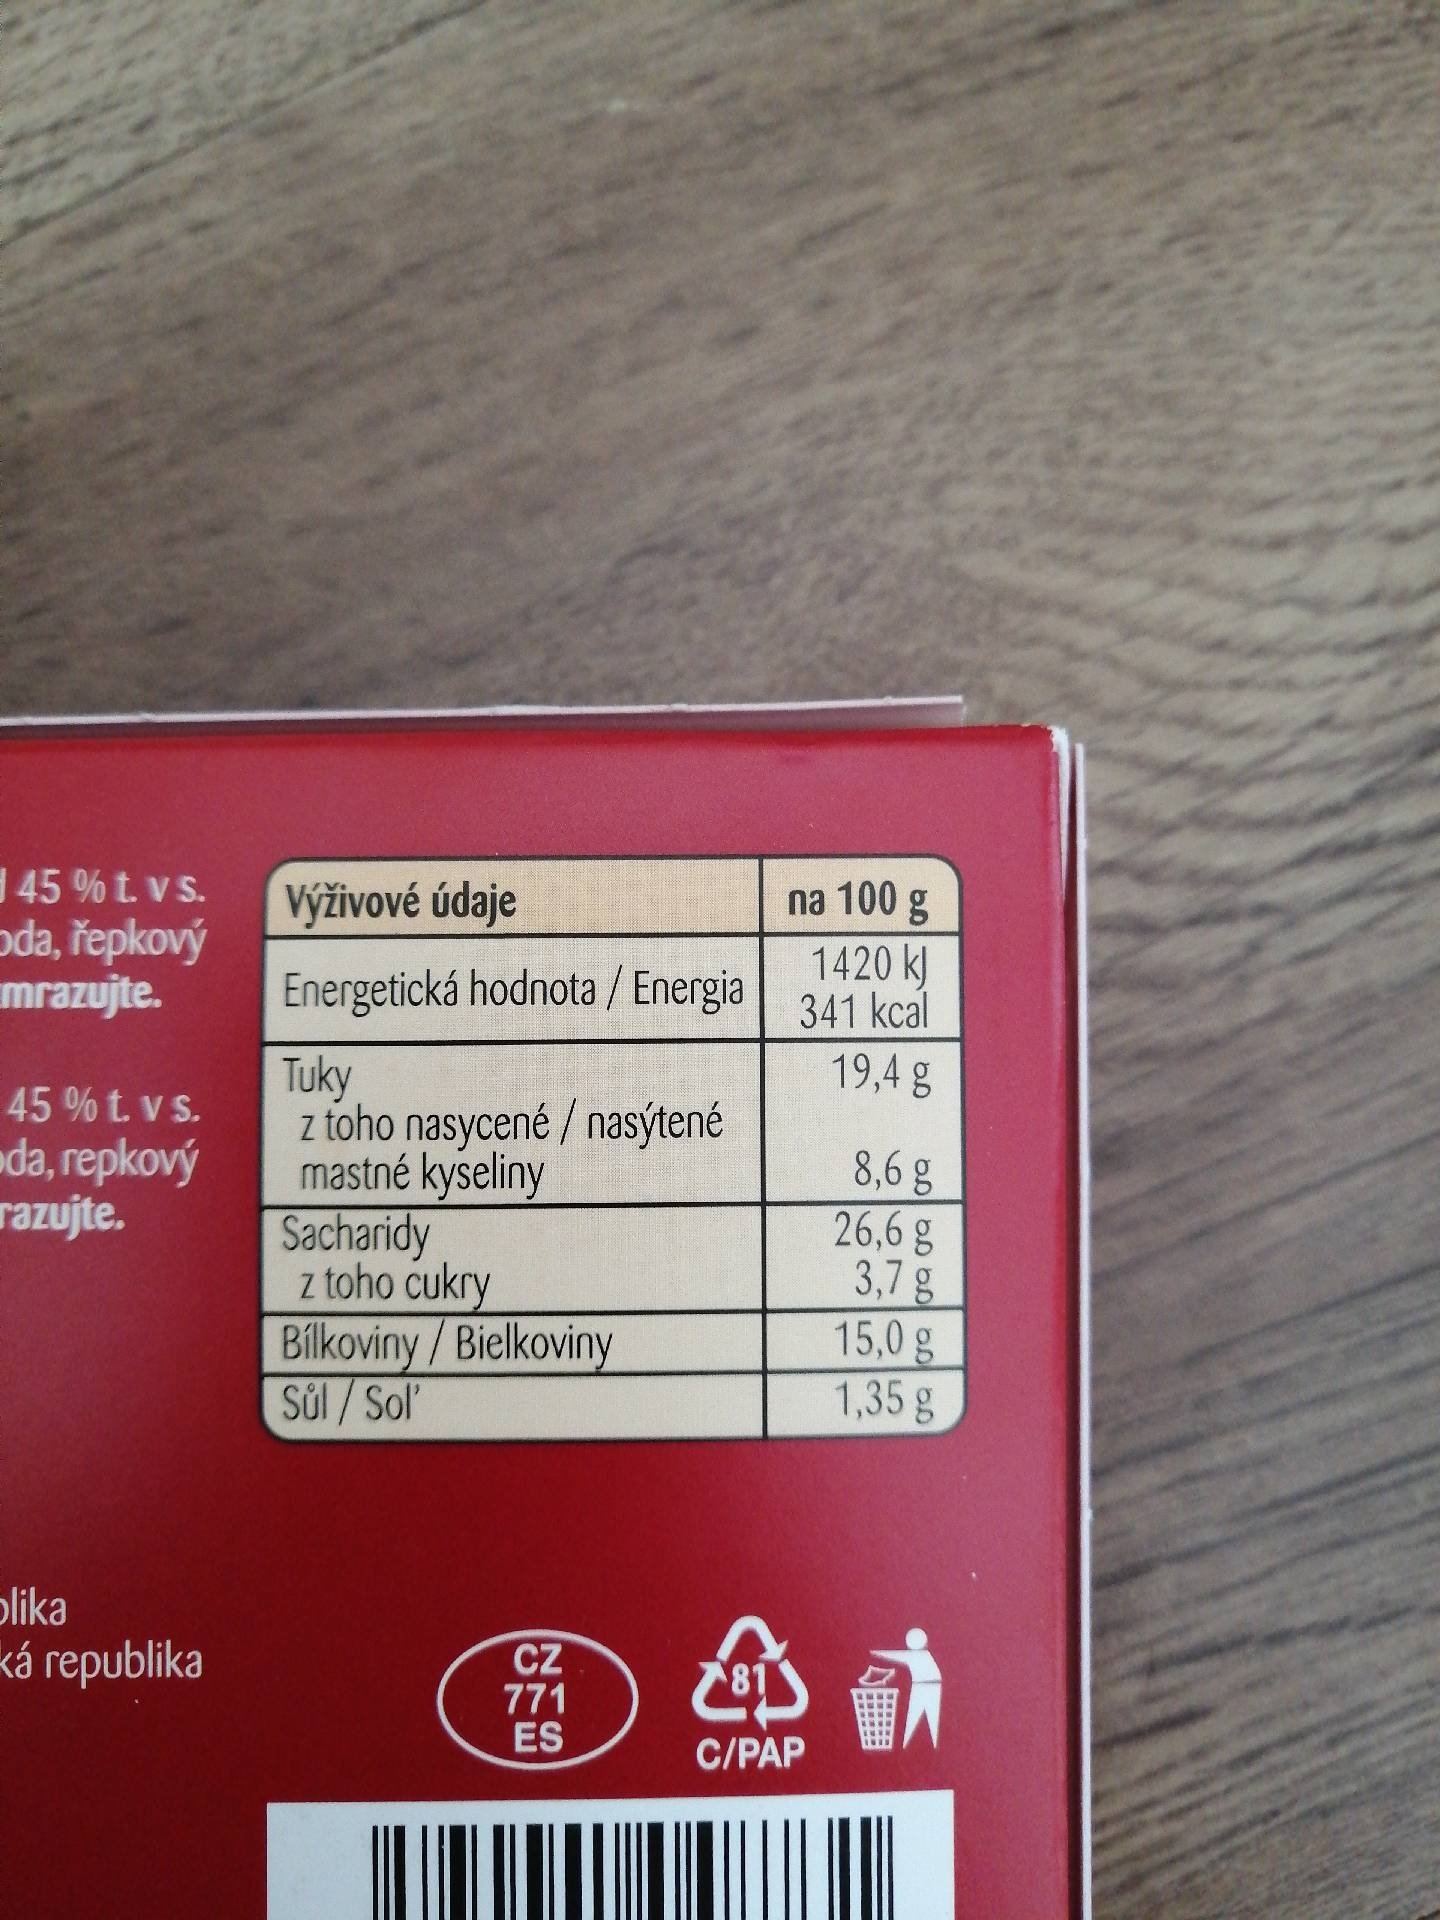 45 % t. v s.
řepkový
45 % t. v s.
repkový
republika
Výživové údaje na 100 g
Energetická hodnota / Energia 1420 kJ
341 kcal
Tuky 19,4 g
z toho nasycené / nasýtené
mastné kyseliny 8,6 g
Sacharidy 26,6 g
z toho cukry 3,7 g
Bílkoviny / Bielkoviny 15,0 g
Sůl / Soľ 1,35 g
CZ
771
ES
81
C/PAP